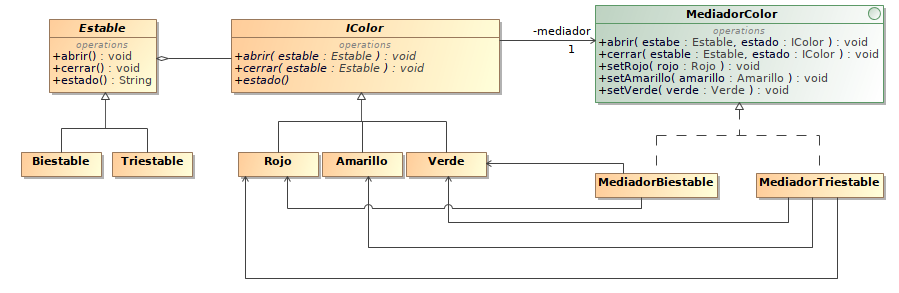 Estable
operations
+abrir() : void
+cerrar() : void
+estado() : String
IColor
operations
+abrir( estable : Estable ) : void
+cerrar( estable : Estable ) : void
+estado()
-mediador
1
MediadorColor
operations
+abrir( estabe : Estable, estado : IColor ) : void
+cerrar( estable : Estable, estado : IColor ) : void
+setRojo( rojo : Rojo ) : void
+setAmarillo( amarillo : Amarillo ) : void
+setVerde( verde : Verde ) : void
Biestable
Triestable
Rojo
Amarillo
Verde
MediadorBiestable
MediadorTriestable